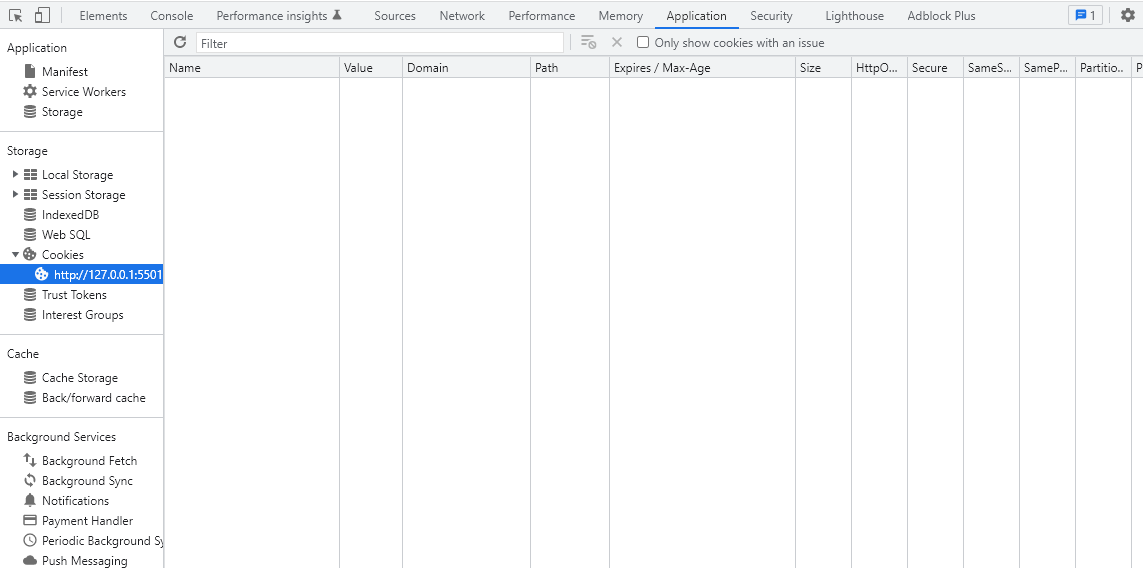 Elements Console Performance insights Sources Network Performance Memory Application Security Lighthouse Adblock Plus 1
Application
Manifest
Service Workers
Storage
Storage
Local Storage
Session Storage
IndexedDB
Web SQL
Cookies
http://127.0.0.1:5501
Trust Tokens
Interest Groups
Cache
Cache Storage
Back/forward cache
Background Services
Background Fetch
Background Sync
Notifications
Payment Handler
Periodic Background Sy
Push Messaging
Filter Only show cookies with an issue
Name Value Domain Path Expires / Max-Age Size HttpO... Secure SameS... SameP... Partitio.. P